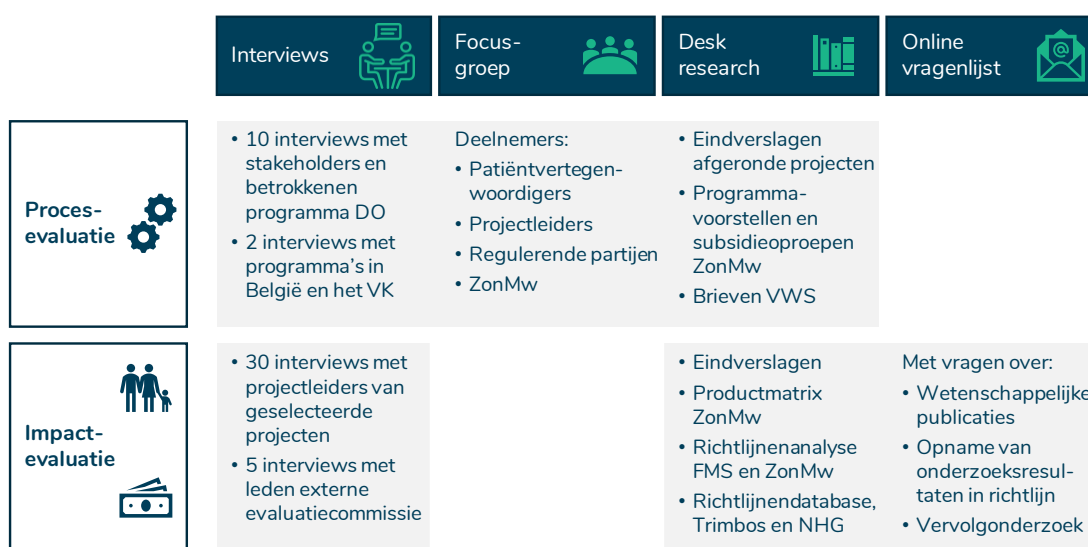 Interviews
Focus-
groep
Desk
research
Online
vragenlijst
@
Proces-
evaluatie
• 10 interviews met
stakeholders en
betrokkenen
programma DO
• 2 interviews met
programma's in
België en het VK
Deelnemers:
• Patiëntvertegen-
woordigers
• Projectleiders
• Regulerende partijen
• ZonMw
• Eindverslagen
afgeronde projecten
• Programma-
voorstellen en
subsidieoproepen
ZonMw
• Brieven VWS
Impact-
evaluatie
• 30 interviews met
projectleiders van
geselecteerde
projecten
• 5 interviews met
leden externe
evaluatiecommissie
• Eindverslagen
• Productmatrix
ZonMw
• Richtlijnenanalyse
FMS en ZonMw
• Richtlijnendatabase,
Trimbos en NHG
Met vragen over:
• Wetenschappelijke
publicaties
• Opname van
onderzoeksresul-
taten in richtlijn
• Vervolgonderzoek